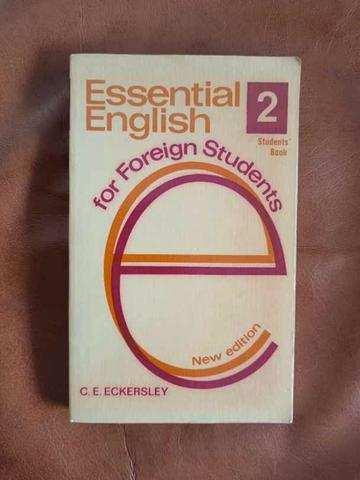 Essential
English
2
Students'
Book
for Foreign Students
e
New edition
C. E. ECKERSLEY